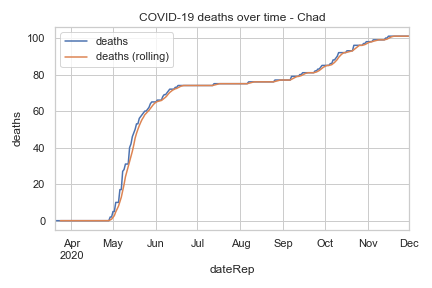 COVID-19 deaths over time - Chad
deaths
deaths (rolling)
deaths
100
80
60
40
20
0
Apr May Jun Jul Aug Sep Oct Nov Dec
2020
dateRep